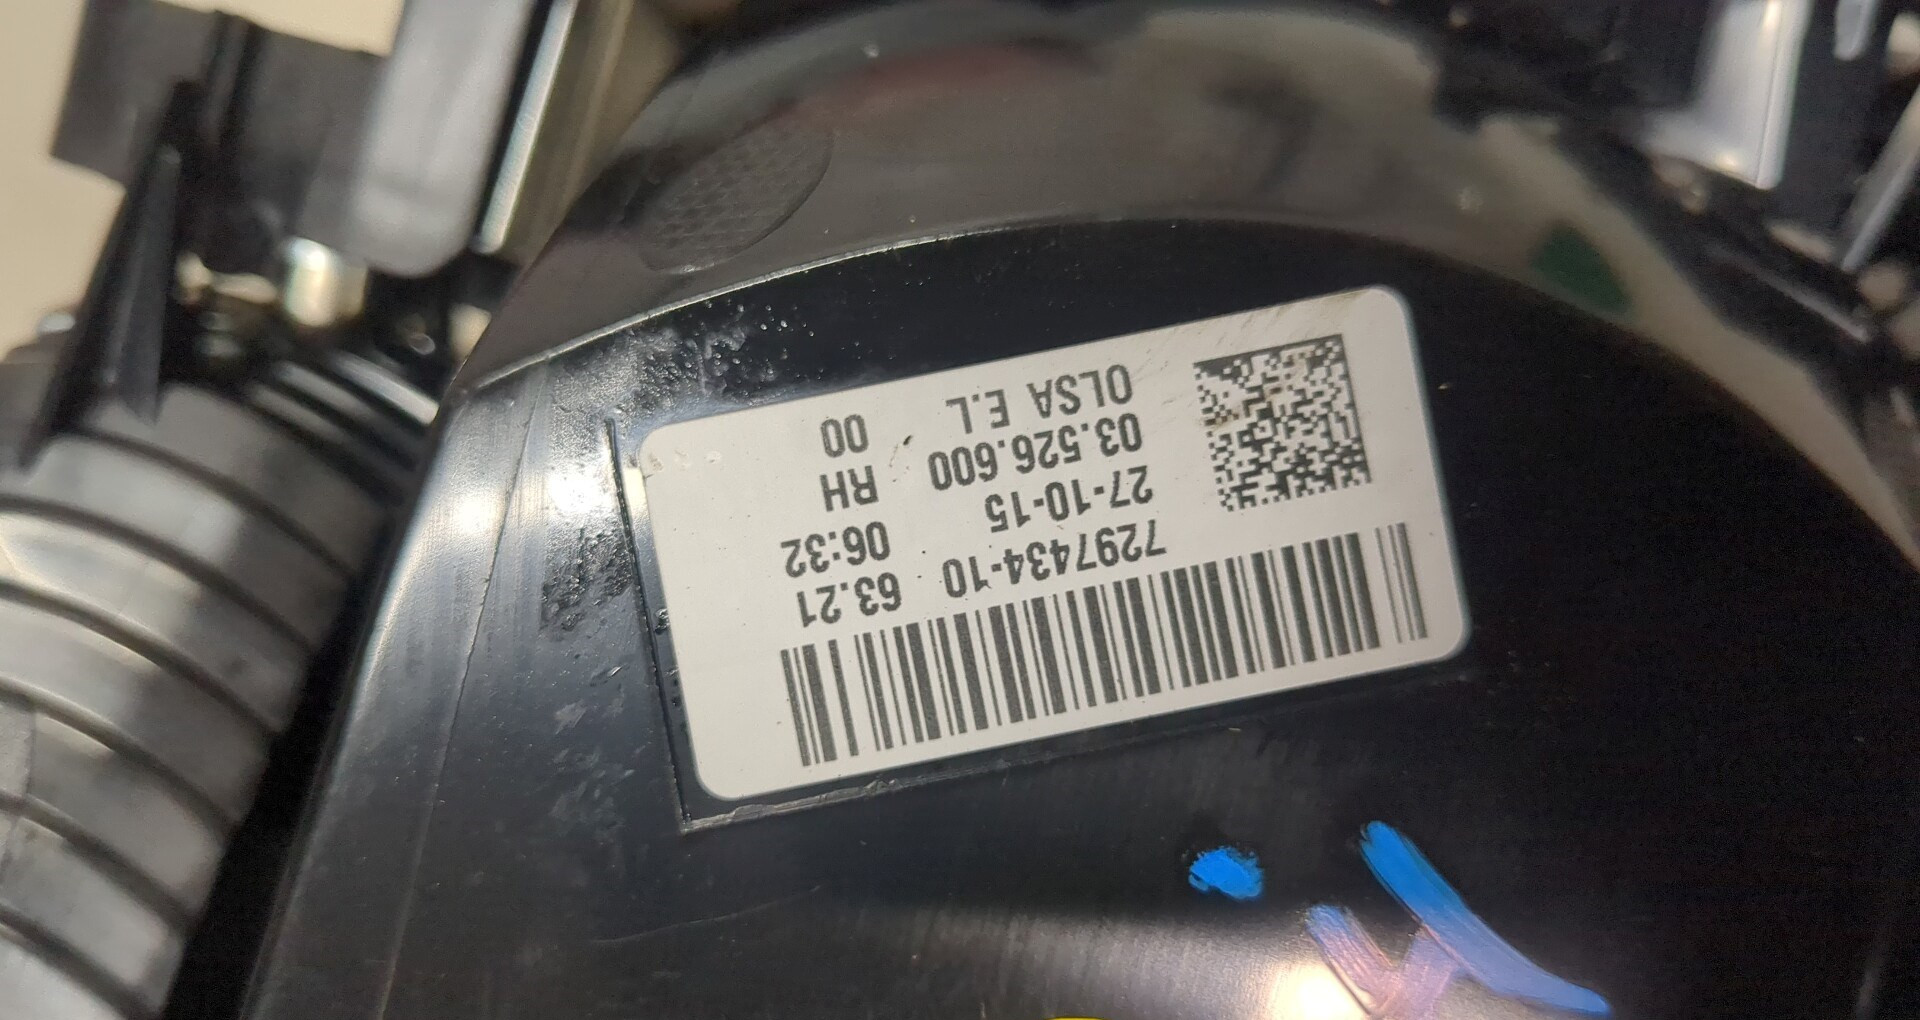 7297434-10 63.21
27-10-15 06:32
03.526.600 RH
OLSA E.L 00